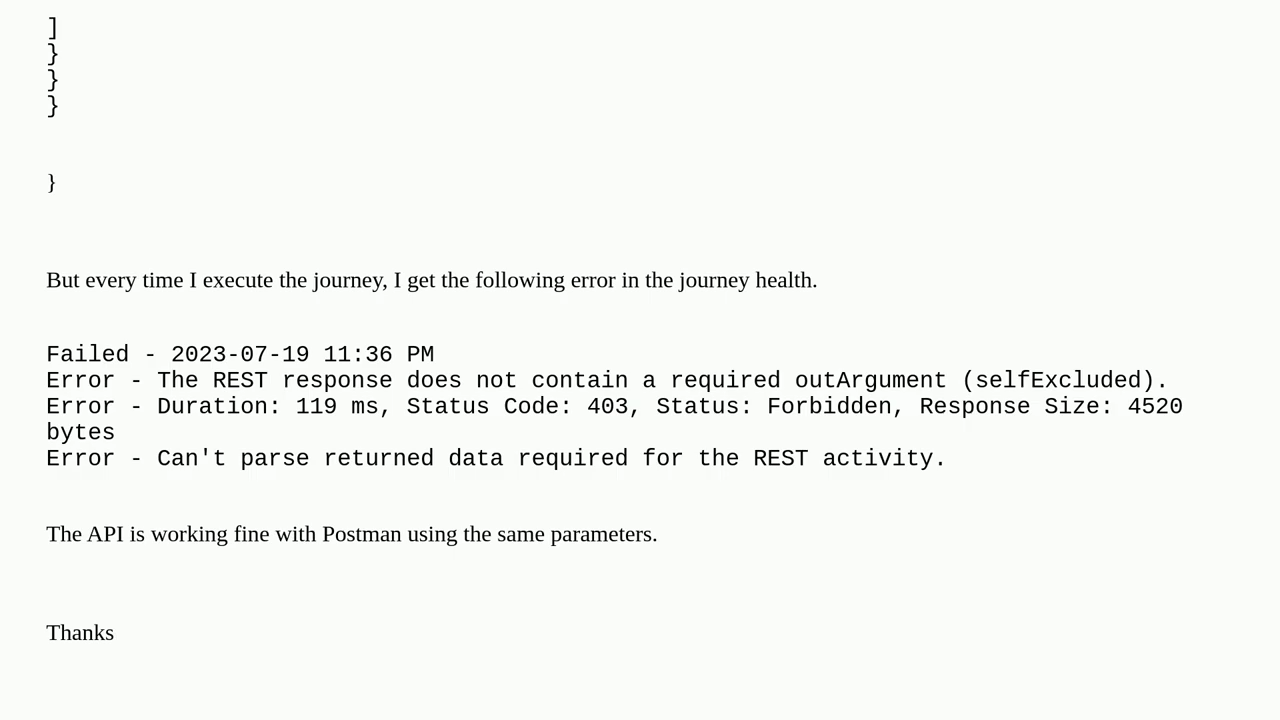 ]
}
}
}
}
But every time I execute the journey, I get the following error in the journey health.
Failed - 2023-07-19 11:36 PM
Error - The REST response does not contain a required outArgument (selfExcluded).
Error - Duration: 119 ms, Status Code: 403, Status: Forbidden, Response Size: 4520
bytes
Error - Can't parse returned data required for the REST activity.
The API is working fine with Postman using the same parameters.
Thanks